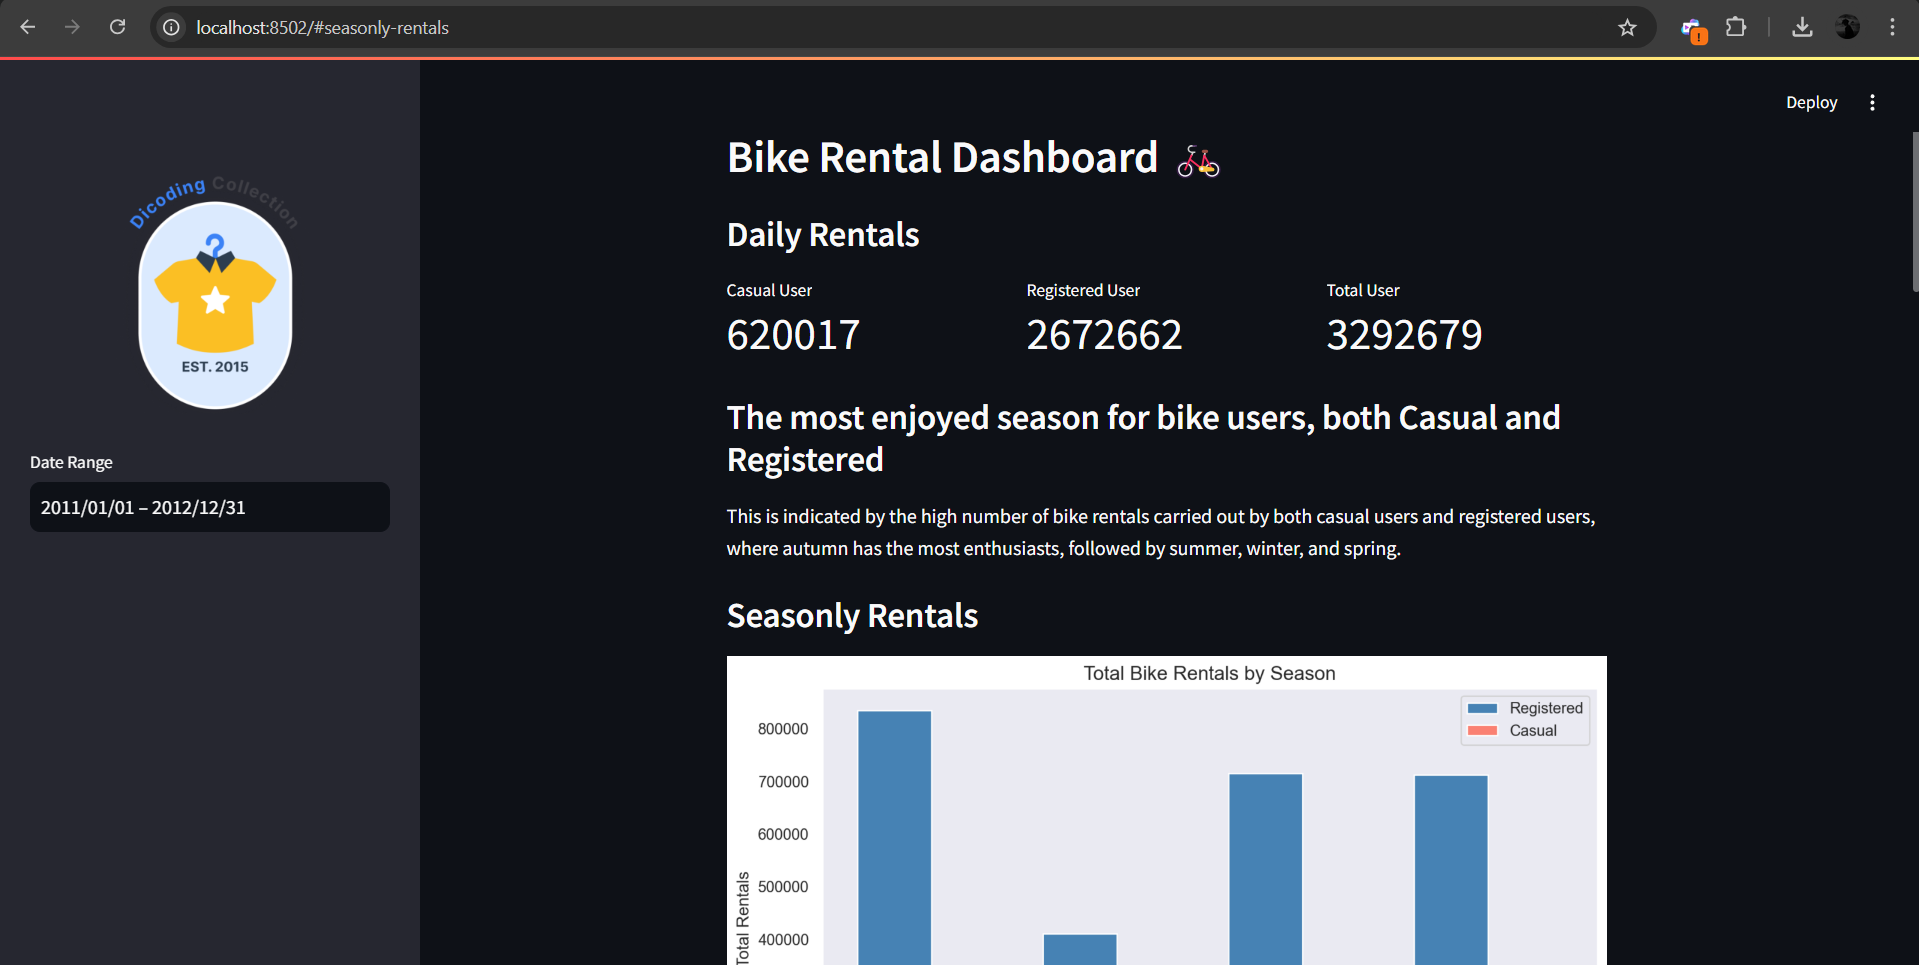 localhost:8502/#seasonly-rentals
Deploy
Dicoding Collection
EST. 2015
Date Range
2011/01/01 – 2012/12/31
Bike Rental Dashboard
Daily Rentals
Casual User
Registered User
Total User
620017
2672662
3292679
The most enjoyed season for bike users, both Casual and
Registered
This is indicated by the high number of bike rentals carried out by both casual users and registered users,
where autumn has the most enthusiasts, followed by summer, winter, and spring.
Seasonly Rentals
Total Bike Rentals by Season
Registered
Casual
800000
700000
600000
500000
400000
Total Rentals